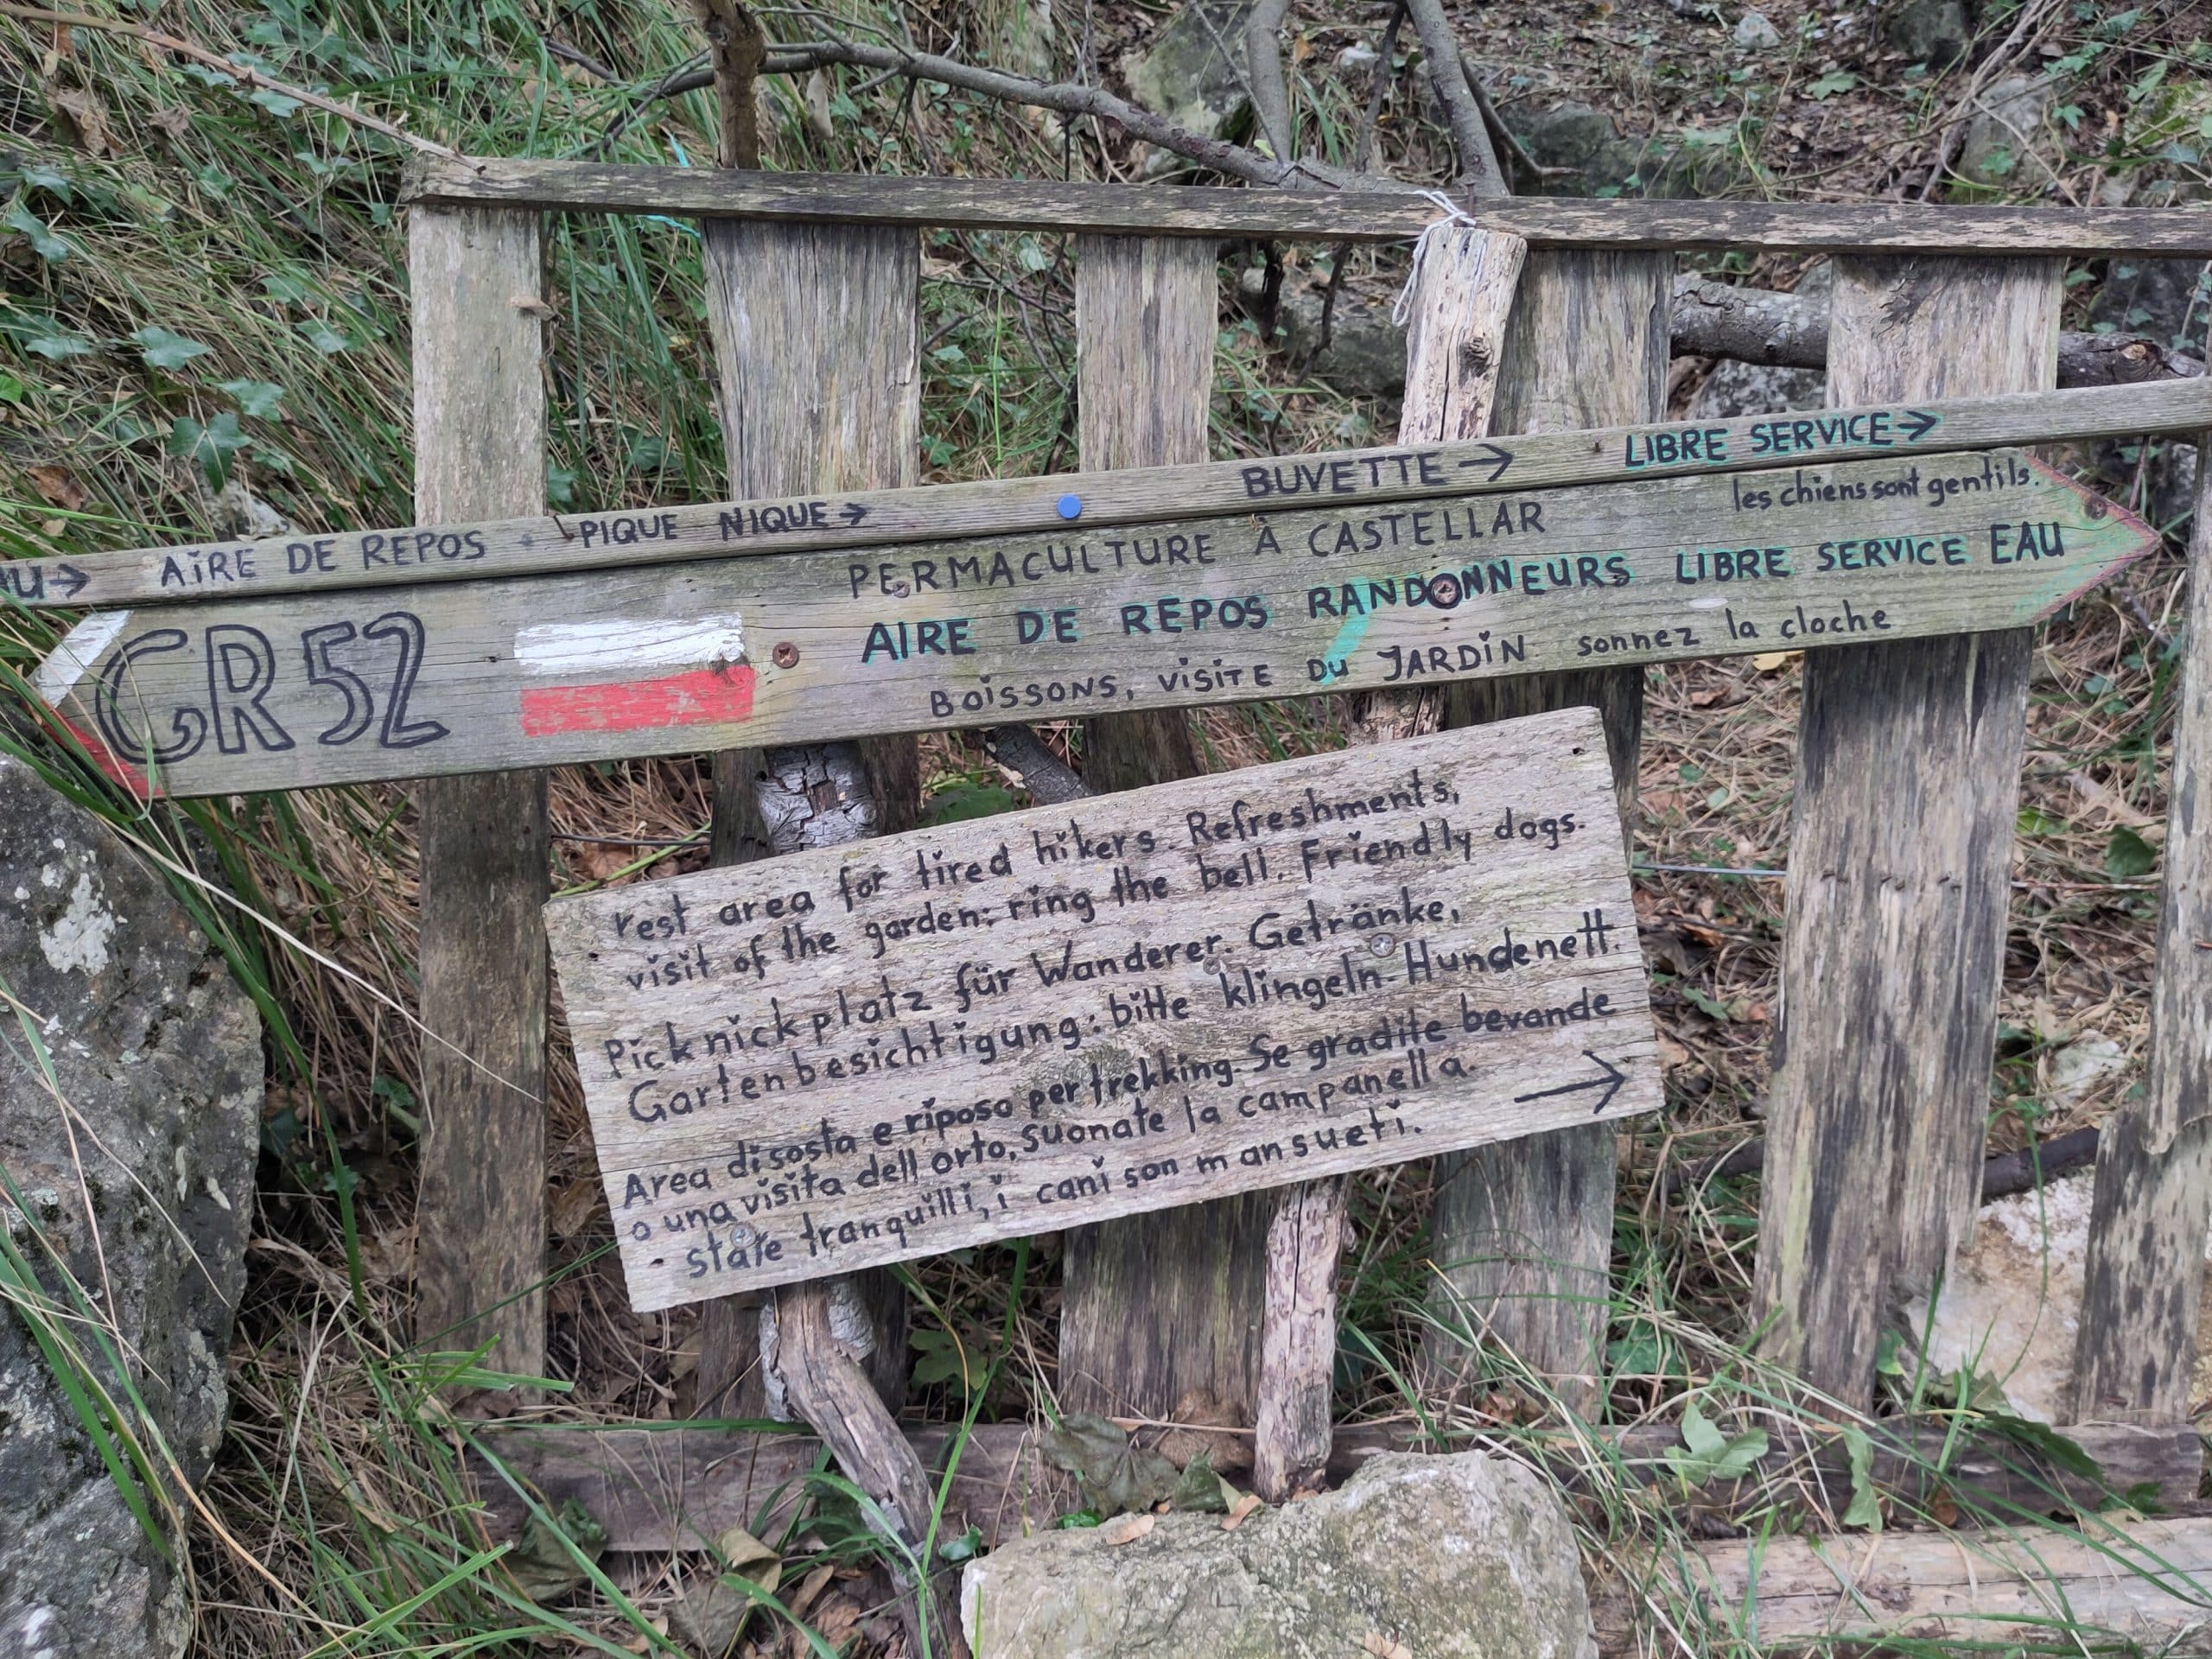 AIRE DE REPOS PIQUE NIQUE → BUVETTE → LIBRE SERVICE →
les chiens sont gentils.
PERMACULTURE À CASTELLAR
GR52
AIRE DE REPOS RANDONNEURS LIBRE SERVICE EAU
BOISSONS, VISITE DU JARDIN sonnez la cloche
rest area for tired hikers. Refreshments,
visit of the garden: ring the bell. Friendly dogs.
Picknickplatz für Wanderer. Getränke,
Gartenbesichtigung: bitte klingeln. Hunde nett.
Area di sosta e riposo per trekking. Se gradite bevande
o una visita dell orto, suonate la campanella.
state tranquilli, i cani son mansueti.
→